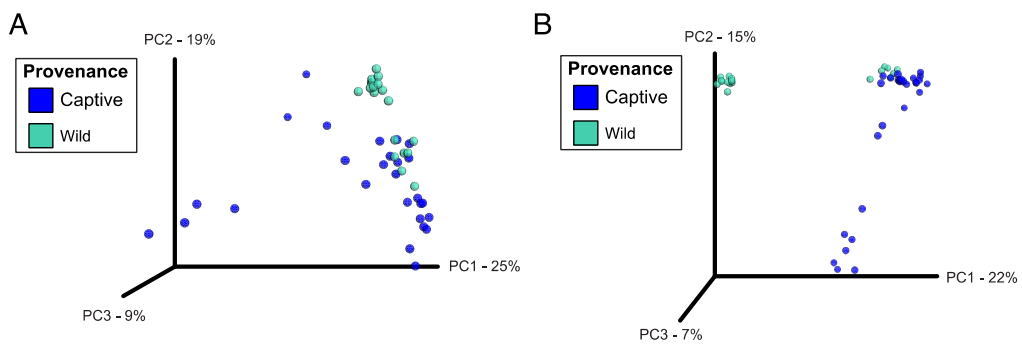 A
PC2 - 19%
Provenance
Captive
Wild
PC1 - 25%
PC3 - 9%
B
PC2 - 15%
Provenance
Captive
Wild
PC1 - 22%
PC3 - 7%